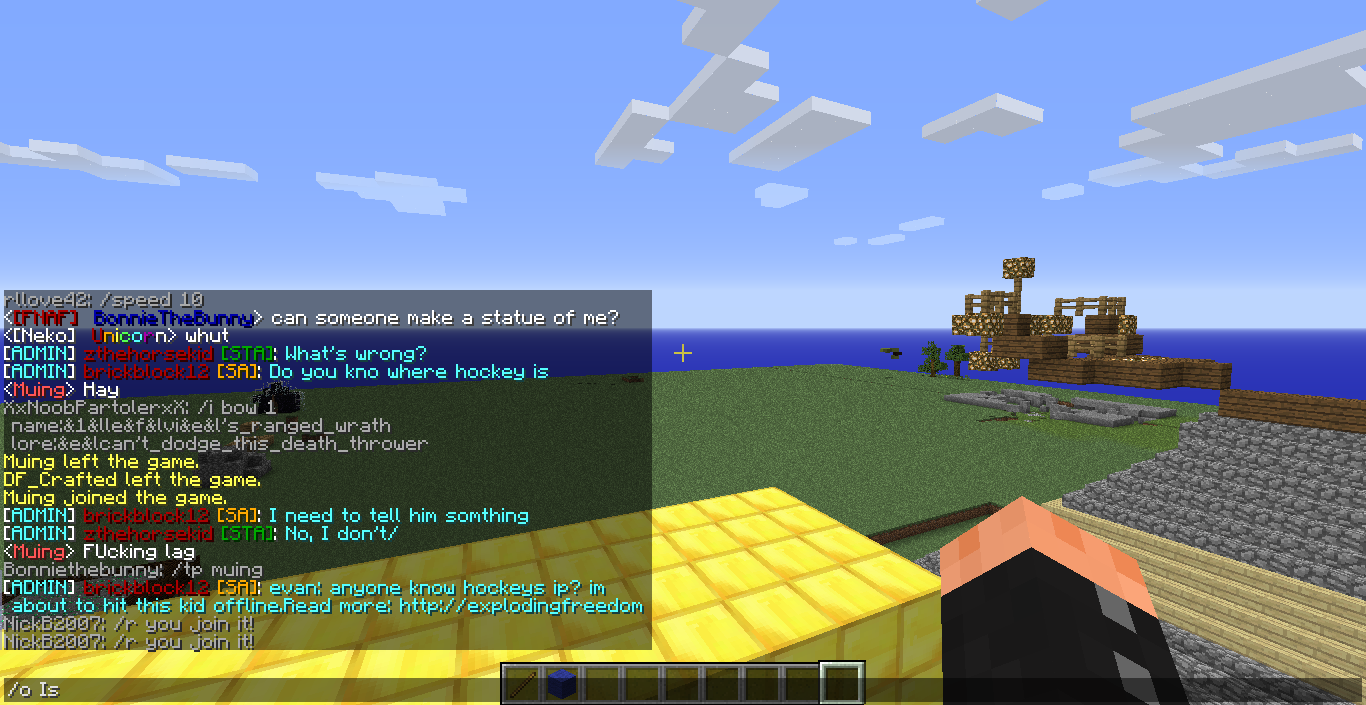 rllove42: /speed 10
<[FNAF] BonnieTheBunny> can someone make a statue of me?
<[Neko] Unicorn> whut
[ADMIN] zthehorsekid [STA]: What's wrong?
[ADMIN] brickblock12 [SA]: Do you kno where hockey is
<Muing> Hay
XxNoobPartolerxX: /i bow 1
name:&1&lle&f&lvi&e&l's_ranged_wrath
lore:&e&lcan't_dodge_this_death_thrower
Muing left the game.
DF_Crafted left the game.
Muing joined the game.
[ADMIN] brickblock12 [SA]: I need to tell him somthing
[ADMIN] zthehorsekid [STA]: No, I don't/
<Muing> FUcking lag
Bonniethebunny: /tp muing
[ADMIN] brickblock12 [SA]: evan: anyone know hockeys ip? im
about to hit this kid offline.Read more: http://explodingfreedom
NickB2007: /r you join it!
NickB2007: /r you join it!
/o Is